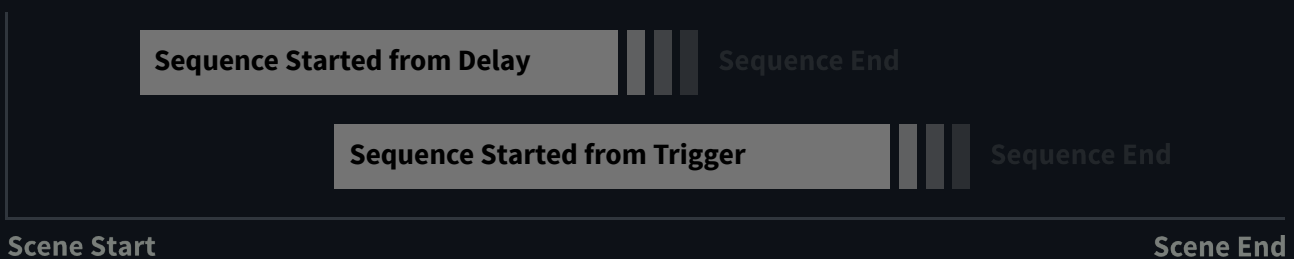 Sequence Started from Delay
Sequence End
Sequence Started from Trigger
Sequence End
Scene Start
Scene End